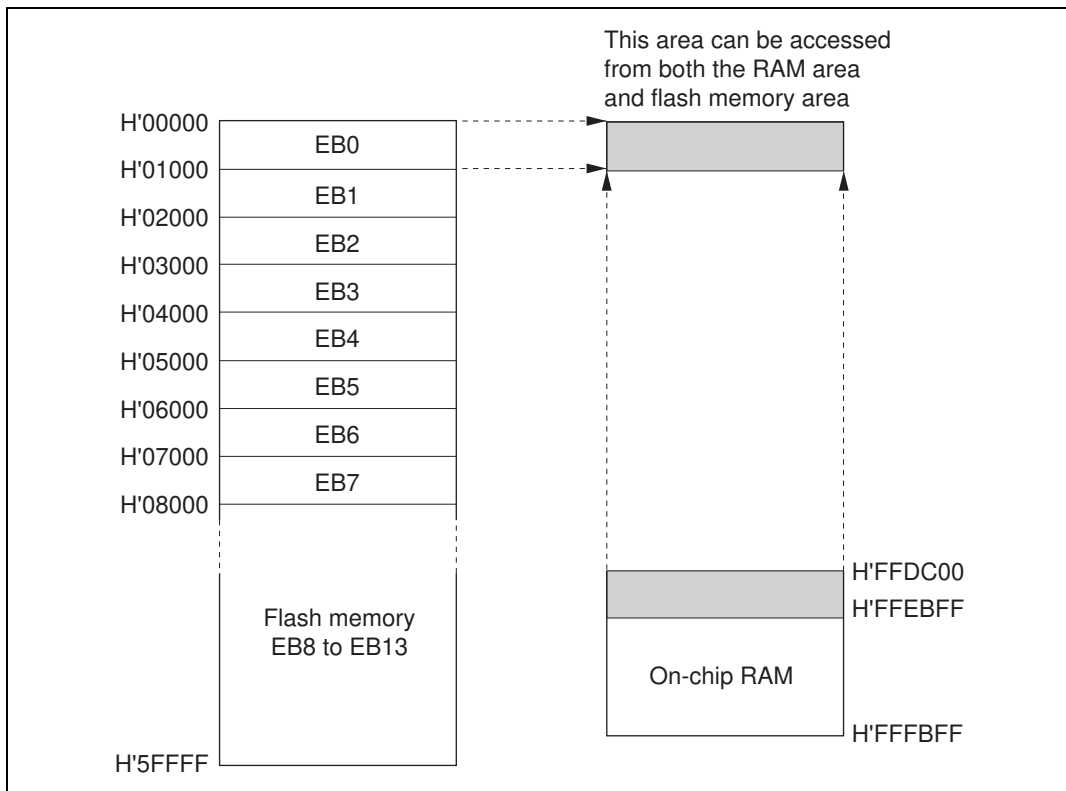 This area can be accessed
from both the RAM area
and flash memory area
H'00000
EB0
H'01000
EB1
H'02000
EB2
H'03000
EB3
H'04000
EB4
H'05000
EB5
H'06000
EB6
H'07000
EB7
H'08000
Flash memory
EB8 to EB13
H'5FFFF
H'FFDC00
H'FFEBFF
On-chip RAM
H'FFFBFF